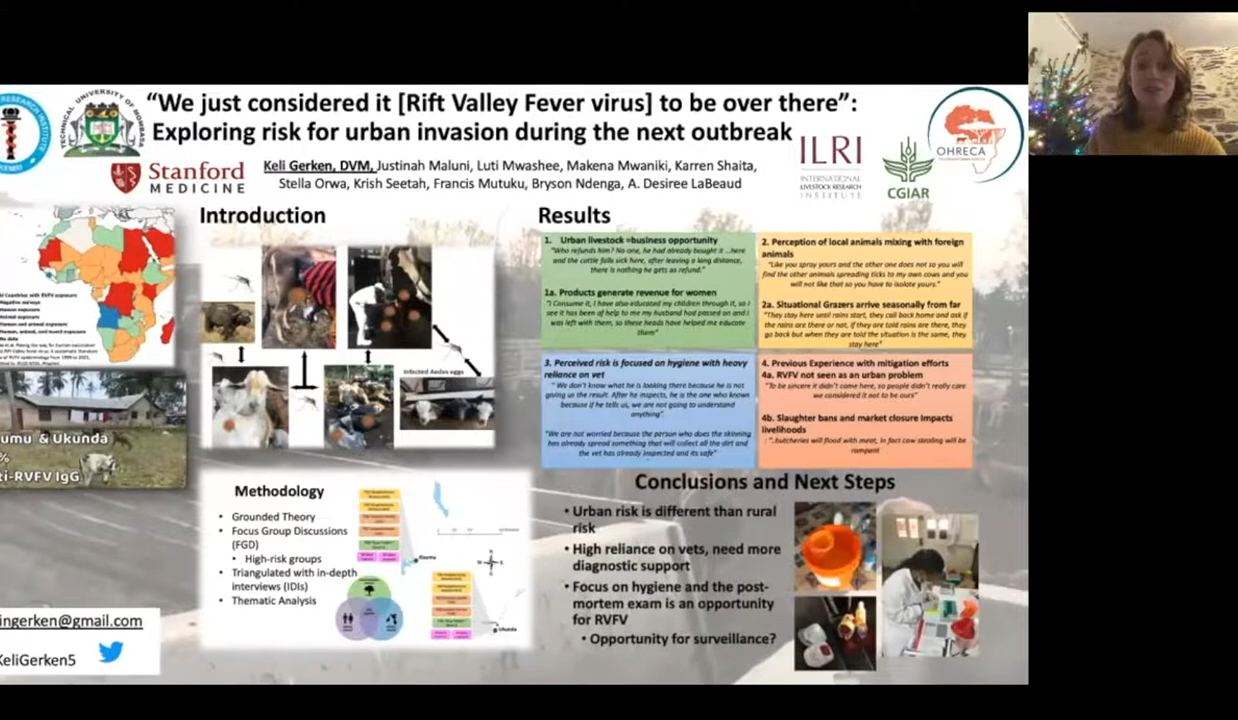 RESEARCH
INSTITUTE
TECHNICAL UNIVERSITY OF MOMBASA
"We just considered it [Rift Valley Fever virus] to be over there":
Exploring risk for urban invasion during the next outbreak
Stanford
MEDICINE
Keli Gerken, DVM, Justinah Maluni, Luti Mwashee, Makena Mwaniki, Karren Shaita,
Stella Orwa, Krish Seetah, Francis Mutuku, Bryson Ndenga, A. Desiree LaBeaud
ILRI
INTERNATIONAL
LIVESTOCK RESEARCH
INSTITUTE
CGIAR
OHRECA
Introduction
Infected Aedes eggs
umu & Ukunda
%
ti-RVFV IgG
Methodology
• Grounded Theory
• Focus Group Discussions
(FGD)
• High-risk groups
• Triangulated with in-depth
interviews (IDIs)
• Thematic Analysis
Kisumu
Ukunda
ingerken@gmail.com
KeliGerken5
Results
1. Urban livestock =business opportunity
"Who refunds him? No one, he had already bought it ...here
and the cattle falls sick here, after leaving a long distance,
there is nothing he gets as refund."
1a. Products generate revenue for women
"I Consume it, I have also educated my children through it, so I
see it has been of help to me my husband had passed on and I
was left with them, so these heads have helped me educate
them"
2. Perception of local animals mixing with foreign
animals
"Like you spray yours and the other one does not so you will
find the other animals spreading ticks to my own cows and you
will not like that so you have to isolate yours."
2a. Situational Grazers arrive seasonally from far
"They stay here until rains start, they call back home and ask if
the rains are there or not, if they are told rains are there, they
go back but when they are told the situation is the same, they
stay here"
3. Perceived risk is focused on hygiene with heavy
reliance on vet
" We don't know what he is looking there because he is not
giving us the result. After he inspects, he is the one who knows
because if he tells us, we are not going to understand
anything".
"We are not worried because the person who does the skinning
has already spread something that will collect all the dirt and
the vet has already inspected and its safe"
4. Previous Experience with mitigation efforts
4a. RVFV not seen as an urban problem
"To be sincere it didn't come here, so people didn't really care
we considered it not to be ours"
4b. Slaughter bans and market closure impacts
livelihoods
: "..butcheries will flood with meat, in fact cow stealing will be
rampant
Conclusions and Next Steps
• Urban risk is different than rural
risk
• High reliance on vets, need more
diagnostic support
• Focus on hygiene and the post-
mortem exam is an opportunity
for RVFV
• Opportunity for surveillance?